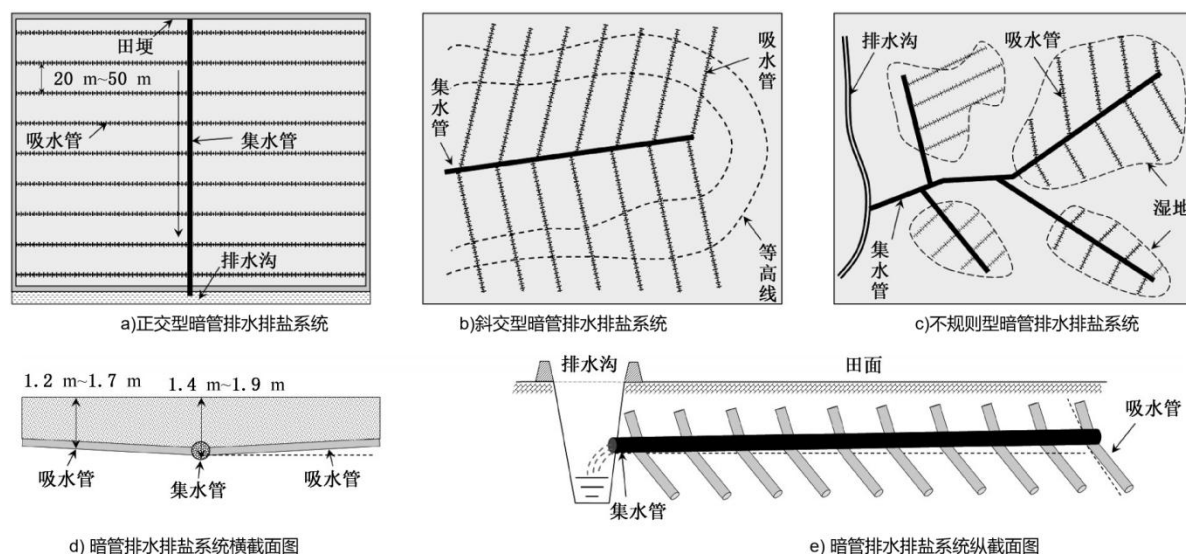 田埂
20 m~50 m
吸水管
集水管
排水沟
a)正交型暗管排水排盐系统
吸水管
集水管
等高线
b)斜交型暗管排水排盐系统
排水沟
吸水管
湿地
集水管
c)不规则型暗管排水排盐系统
1.2 m~1.7 m
1.4 m~1.9 m
吸水管
集水管
吸水管
d) 暗管排水排盐系统横截面图
排水沟
田面
吸水管
集水管
e) 暗管排水排盐系统纵截面图